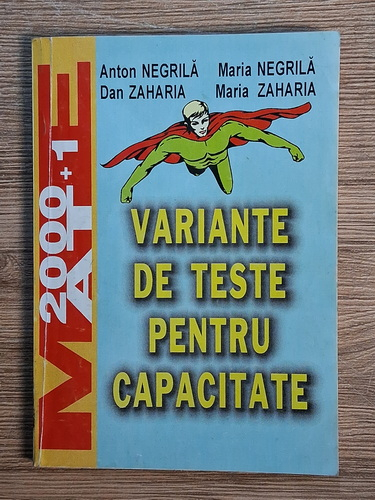 Anton NEGRILĂ Maria NEGRILĂ
Dan ZAHARIA Maria ZAHARIA
MATE
2000+1
VARIANTE
DE TESTE
PENTRU
CAPACITATE